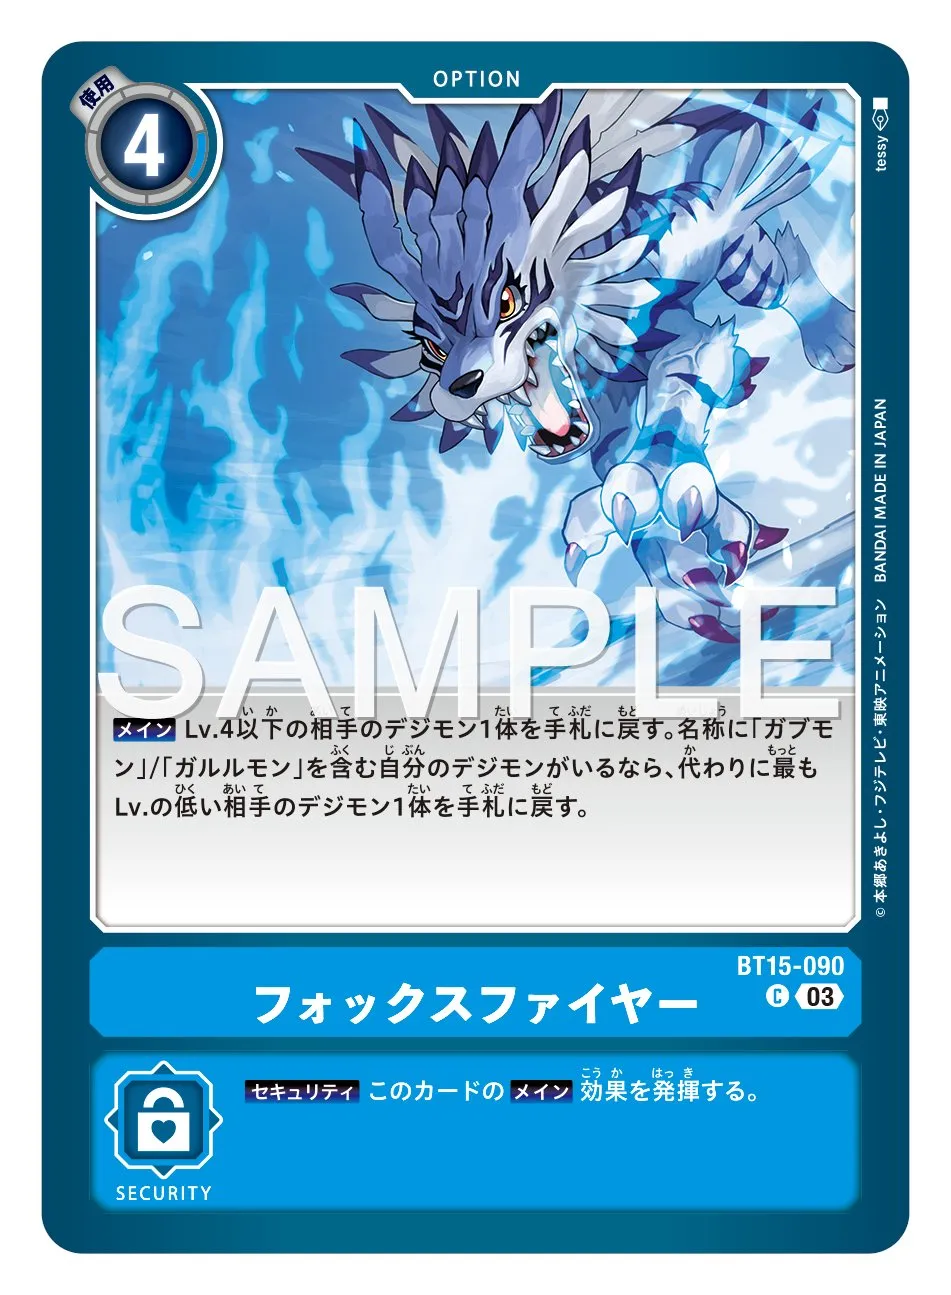 OPTION
使用
4
tessy
SAMPLE
メイン Lv.4以下の相手のデジモン1体を手札に戻す。名称に「ガブモ
ン」/「ガルルモン」を含む自分のデジモンがいるなら、代わりに最も
Lv.の低い相手のデジモン1体を手札に戻す。
© 本郷あきよし・フジテレビ・東映アニメーション BANDAI MADE IN JAPAN
BT15-090
フォックスファイヤー
C 03
セキュリティ このカードの メイン 効果を発揮する。
SECURITY